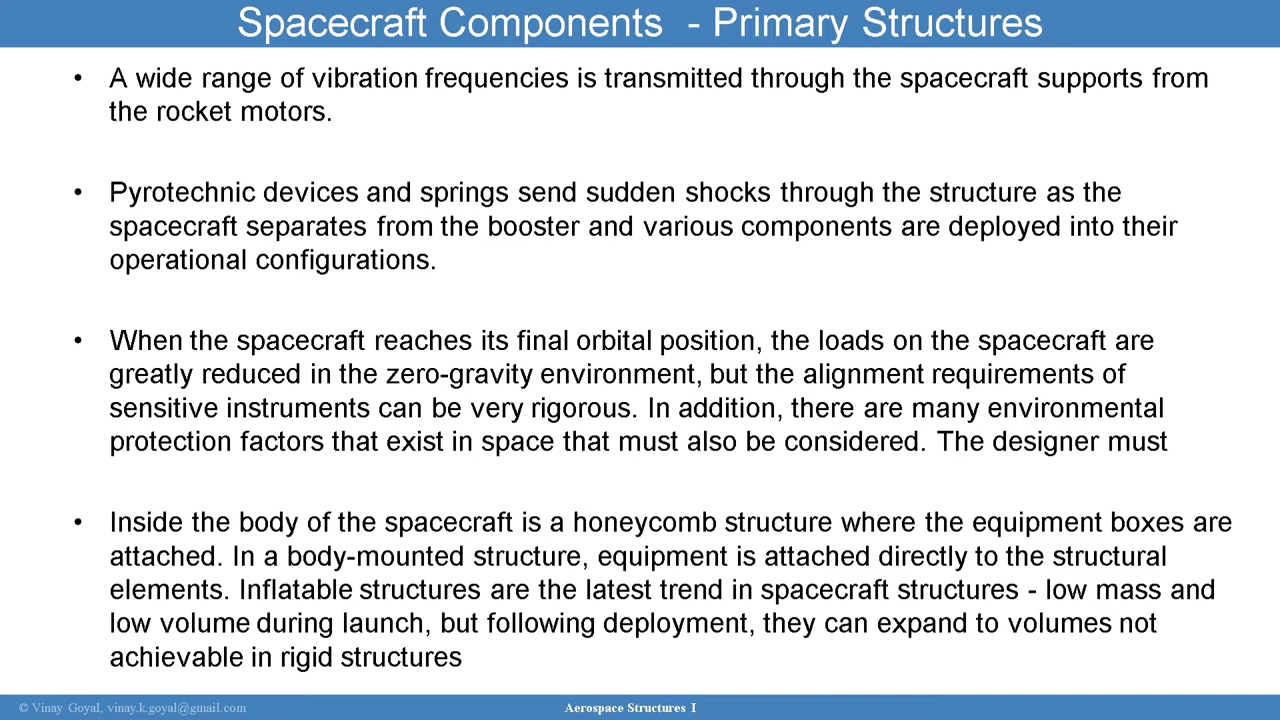 Spacecraft Components - Primary Structures
• A wide range of vibration frequencies is transmitted through the spacecraft supports from
the rocket motors.
• Pyrotechnic devices and springs send sudden shocks through the structure as the
spacecraft separates from the booster and various components are deployed into their
operational configurations.
• When the spacecraft reaches its final orbital position, the loads on the spacecraft are
greatly reduced in the zero-gravity environment, but the alignment requirements of
sensitive instruments can be very rigorous. In addition, there are many environmental
protection factors that exist in space that must also be considered. The designer must
• Inside the body of the spacecraft is a honeycomb structure where the equipment boxes are
attached. In a body-mounted structure, equipment is attached directly to the structural
elements. Inflatable structures are the latest trend in spacecraft structures - low mass and
low volume during launch, but following deployment, they can expand to volumes not
achievable in rigid structures
© Vinay Goyal, vinay.k.goyal@gmail.com
Aerospace Structures I